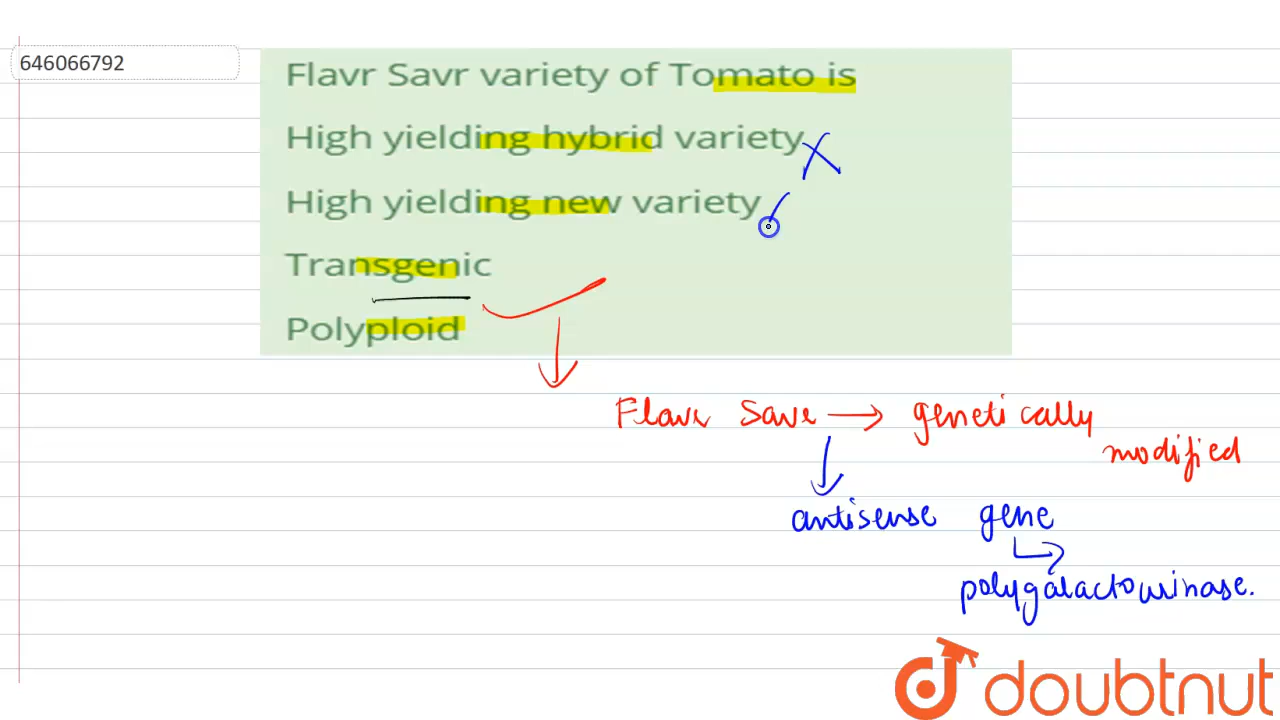 646066792
Flavr Savr variety of Tomato is
High yielding hybrid variety
High yielding new variety
Transgenic
Polyploid
Flavr Savr → genetically
modified
antisense gene
polygalactourinase.
doubtnut